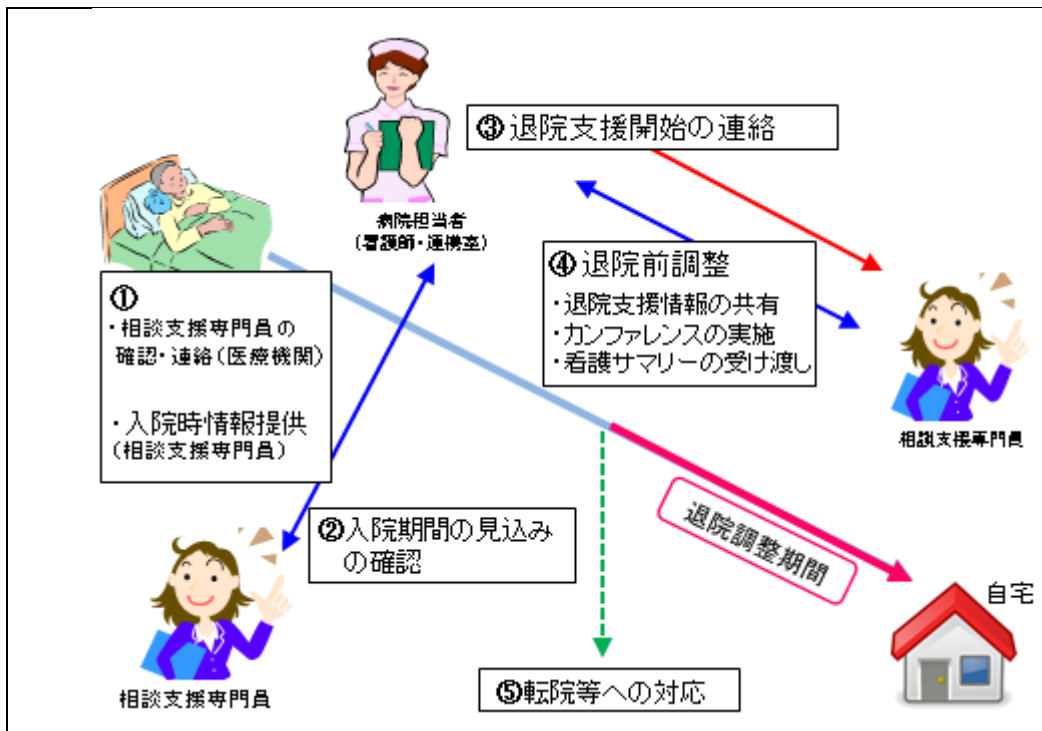 ③退院支援開始の連絡
病院担当者
(看護師・連携室)
①
・相談支援専門員の
確認・連絡(医療機関)
・入院時情報提供
(相談支援専門員)
④退院前調整
・退院支援情報の共有
・カンファレンスの実施
・看護サマリーの受け渡し
相談支援専門員
②入院期間の見込み
の確認
退院調整期間
自宅
相談支援専門員
⑤転院等への対応